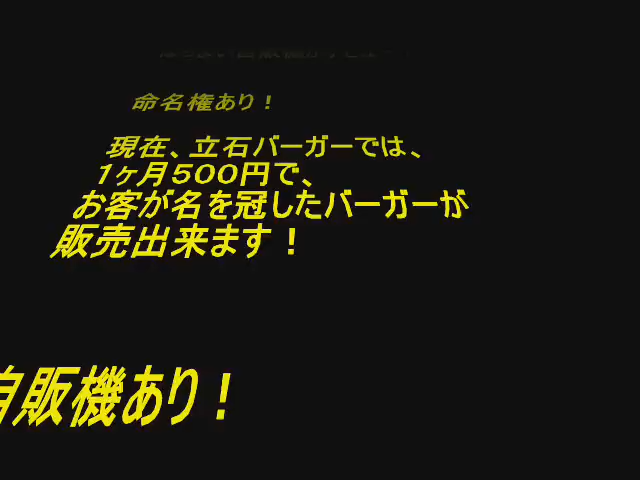 命名権あり！
現在、立石バーガーでは、
１ヶ月５００円で、
お客が名を冠したバーガーが
販売出来ます！
自販機あり！